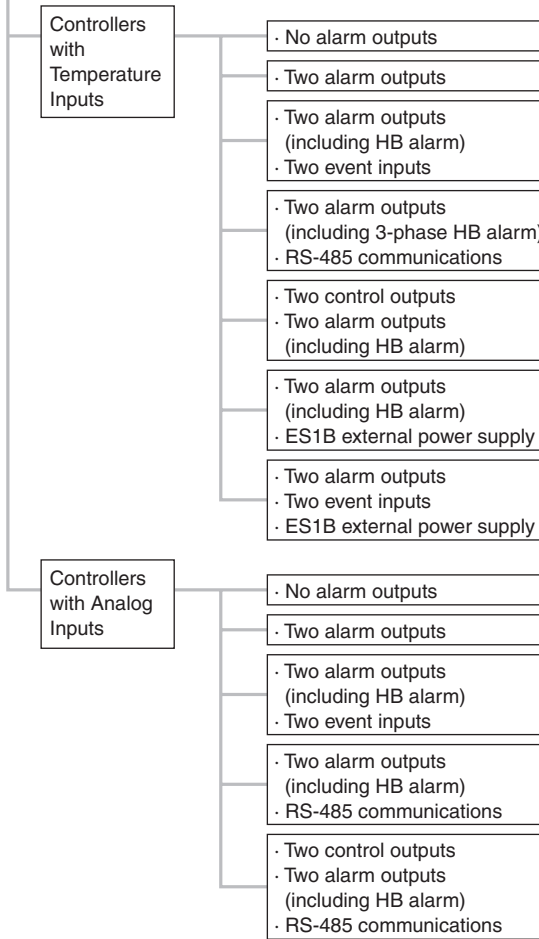 Controllers
with
Temperature
Inputs
· No alarm outputs
· Two alarm outputs
· Two alarm outputs
(including HB alarm)
· Two event inputs
· Two alarm outputs
(including 3-phase HB alarm)
· RS-485 communications
· Two control outputs
· Two alarm outputs
(including HB alarm)
· Two alarm outputs
(including HB alarm)
· ES1B external power supply
· Two alarm outputs
· Two event inputs
· ES1B external power supply
Controllers
with Analog
Inputs
· No alarm outputs
· Two alarm outputs
· Two alarm outputs
(including HB alarm)
· Two event inputs
· Two alarm outputs
(including HB alarm)
· RS-485 communications
· Two control outputs
· Two alarm outputs
(including HB alarm)
· RS-485 communications